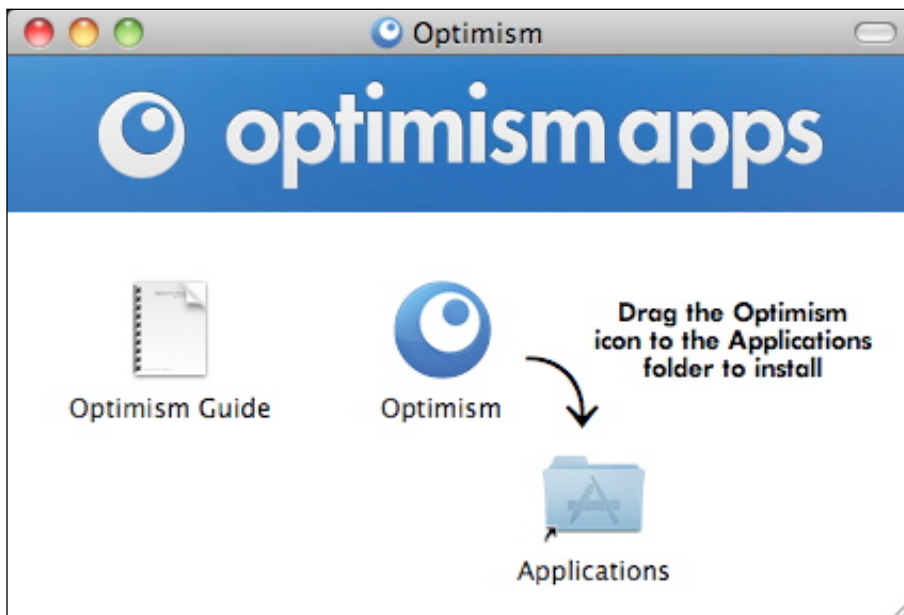 Optimism
optimism apps
Drag the Optimism
icon to the Applications
folder to install
Optimism Guide
Optimism
Applications